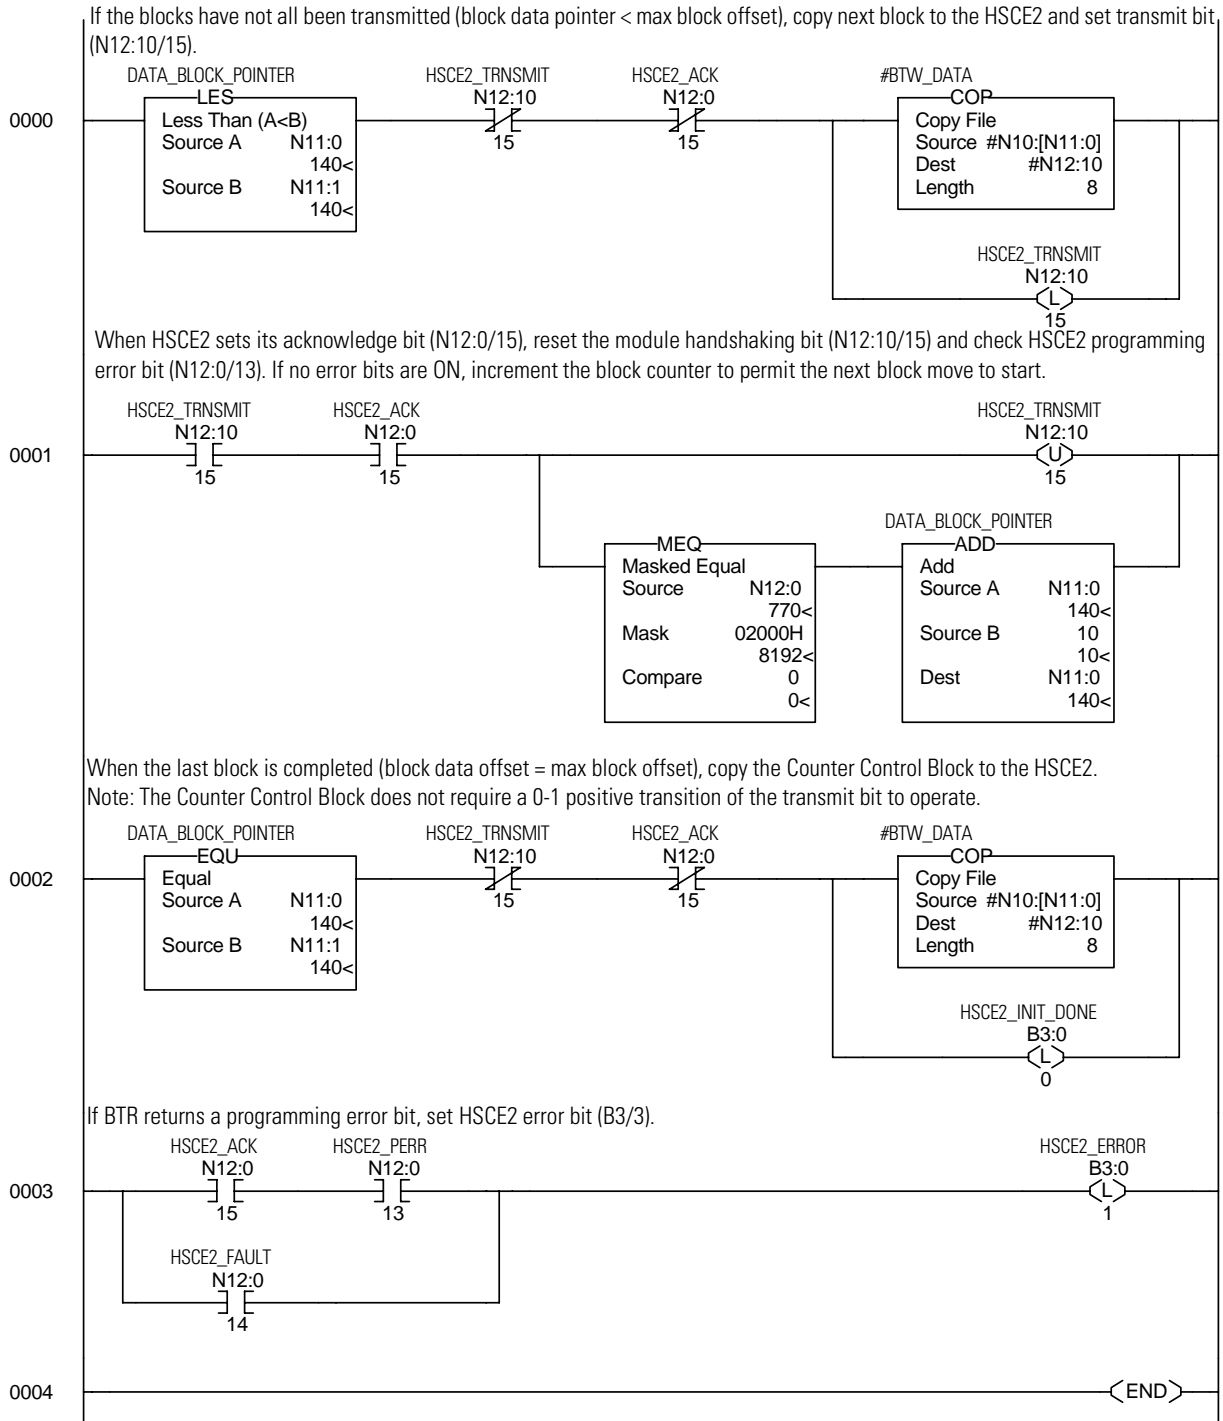 If the blocks have not all been transmitted (block data pointer < max block offset), copy next block to the HSCE2 and set transmit bit
(N12:10/15).
DATA_BLOCK_POINTER HSCE2_TRNSMIT HSCE2_ACK #BTW_DATA
LES N12:10 N12:0 COP
0000 Less Than (A<B) Copy File
Source A N11:0 15 15 Source #N10:[N11:0]
140< Dest #N12:10
Source B N11:1 Length 8
140<
HSCE2_TRNSMIT
N12:10
L
15
When HSCE2 sets its acknowledge bit (N12:0/15), reset the module handshaking bit (N12:10/15) and check HSCE2 programming
error bit (N12:0/13). If no error bits are ON, increment the block counter to permit the next block move to start.
HSCE2_TRNSMIT HSCE2_ACK HSCE2_TRNSMIT
N12:10 N12:0 N12:10
0001 U
15 15 15
DATA_BLOCK_POINTER
MEQ ADD
Masked Equal Add
Source N12:0 Source A N11:0
770< 140<
Mask 02000H Source B 10
8192< 10<
Compare 0 Dest N11:0
0< 140<
When the last block is completed (block data offset = max block offset), copy the Counter Control Block to the HSCE2.
Note: The Counter Control Block does not require a 0-1 positive transition of the transmit bit to operate.
DATA_BLOCK_POINTER HSCE2_TRNSMIT HSCE2_ACK #BTW_DATA
EQU N12:10 N12:0 COP
0002 Equal Copy File
Source A N11:0 15 15 Source #N10:[N11:0]
140< Dest #N12:10
Source B N11:1 Length 8
140<
HSCE2_INIT_DONE
B3:0
L
0
If BTR returns a programming error bit, set HSCE2 error bit (B3/3).
HSCE2_ACK HSCE2_PERR HSCE2_ERROR
N12:0 N12:0 B3:0
0003 L
15 13 1
HSCE2_FAULT
N12:0
14
0004 END